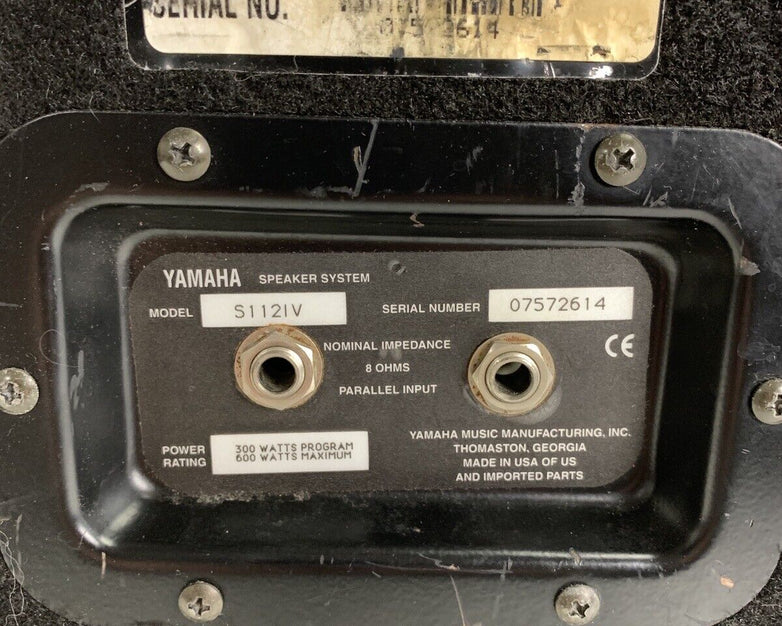 SERIAL NO.
07572614
YAMAHA SPEAKER SYSTEM
MODEL S112IV SERIAL NUMBER 07572614
NOMINAL IMPEDANCE
8 OHMS
PARALLEL INPUT
CE
POWER RATING
300 WATTS PROGRAM
600 WATTS MAXIMUM
YAMAHA MUSIC MANUFACTURING, INC.
THOMASTON, GEORGIA
MADE IN USA OF US
AND IMPORTED PARTS